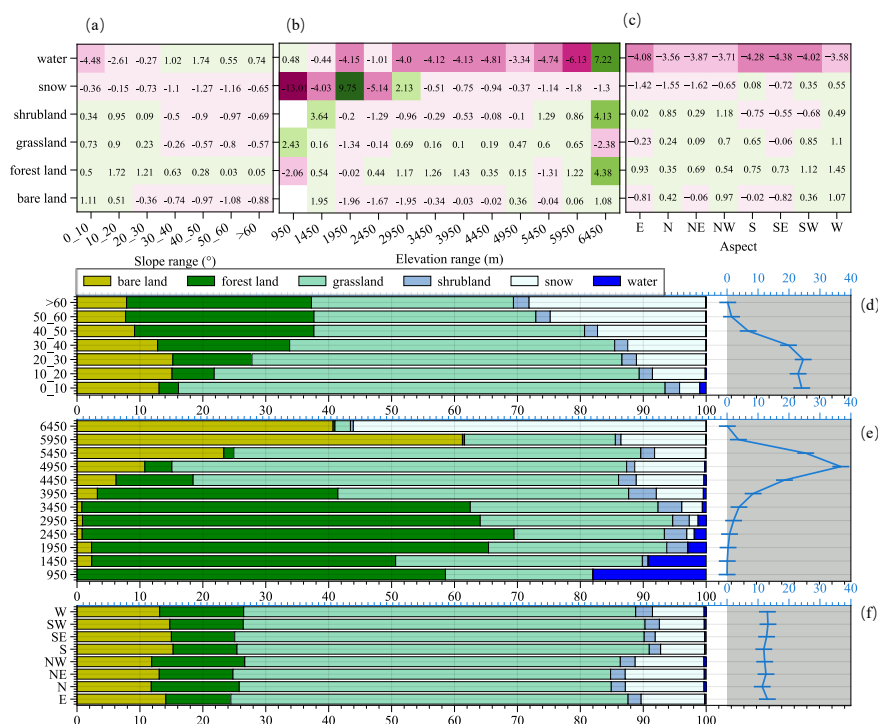 (a) (b) (c)
water -4.48 -2.61 -0.27 1.02 1.74 0.55 0.74 0.48 -0.44 -4.15 -1.01 -4.0 -4.12 -4.13 -4.81 -3.34 -4.74 -6.13 7.22 -4.08 -3.56 -3.87 -3.71 -4.28 -4.38 -4.02 -3.58
snow -0.36 -0.15 -0.73 -1.1 -1.27 -1.16 -0.65 -13.01 -4.03 9.75 -5.14 2.13 -0.51 -0.75 -0.94 -0.37 -1.14 -1.8 -1.3 -1.42 -1.55 -1.62 -0.65 0.08 -0.72 0.35 0.55
shrubland 0.34 0.95 0.09 -0.3 -0.69 -0.9 -0.69 3.64 -0.2 -1.29 -0.96 -0.29 -0.53 -0.08 -0.1 1.29 0.86 4.13 0.02 0.85 0.29 1.18 -0.75 -0.55 -0.68 0.49
grassland 0.73 0.9 0.23 -0.26 -0.57 -0.8 -0.57 2.43 0.16 -1.34 -0.14 0.69 0.16 0.1 0.19 0.47 0.6 0.65 -2.38 -0.23 0.24 0.09 0.7 0.65 -0.06 0.85 1.1
forest land 0.5 1.72 1.21 0.63 0.28 0.03 0.05 -2.06 0.54 -0.02 0.44 1.17 1.26 1.43 0.35 0.15 -1.31 1.22 4.38 0.93 0.35 0.69 0.54 0.75 0.73 1.12 1.45
bare land 1.11 0.51 -0.36 -0.74 -0.97 -1.08 -0.88 1.95 -1.96 -1.67 -1.95 -0.34 -0.03 -0.04 0.36 -0.04 0.06 1.08 -0.81 0.42 -0.06 0.97 -0.02 -0.82 0.36 1.07
0_10 10_20 20_30 30_40 40_50 50_60 >60 950 1450 1950 2450 2950 3450 3950 4450 4950 5450 5950 6450 E N NE NW S SE SW W
Slope range (°) Elevation range (m) Aspect
bare land forest land grassland shrubland snow water
0 10 20 30 40
(d)
>60
50_60
40_50
30_40
20_30
10_20
0_10
0 10 20 30 40 50 60 70 80 90 100 0 10 20 30 40
(e)
6450
5950
5450
4950
4450
3950
3450
2950
2450
1950
1450
950
0 10 20 30 40 50 60 70 80 90 100 0 10 20 30 40
(f)
W
SW
SE
S
NW
NE
N
E
0 10 20 30 40 50 60 70 80 90 100 0 10 20 30 40